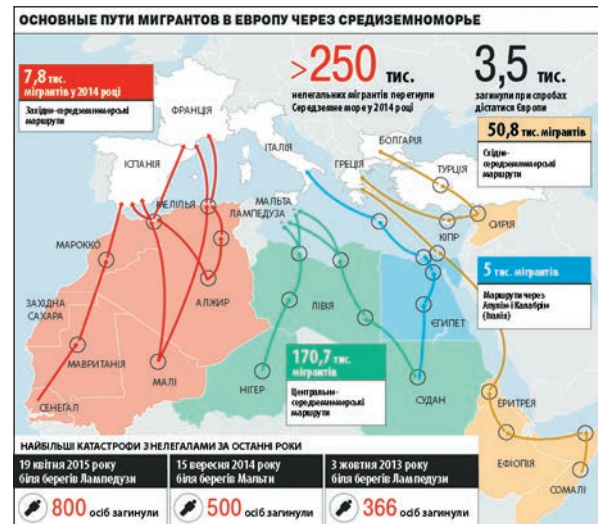 ОСНОВНЫЕ ПУТИ МИГРАНТОВ В ЕВРОПУ ЧЕРЕЗ СРЕДИЗЕМНОМОРЬЕ
7,8 тис.
мігрантів у 2014 році
Західно-середземномерські
маршрути
>250 тис.
нелегальних мігрантів перетнули
Середземне море у 2014 році
3,5 тис.
загинули при спробах
дістатися Європи
50,8 тис. мігрантів
Східно-
середземномерські
маршрути
ФРАНЦІЯ
ІСПАНІЯ
ІТАЛІЯ
БОЛГАРІЯ
ГРЕЦІЯ
ТУРЦІЯ
МЕЛІЛЬЯ
МАЛЬТА
ЛАМПЕДУЗА
КІПР
СИРІЯ
МАРОККО
ЗАХІДНА
САХАРА
АЛЖИР
ЛІВІЯ
ЄГИПЕТ
5 тис. мігрантів
Маршрути через
Апулію і Калабрію
(Італія)
МАВРИТАНІЯ
МАЛІ
СЕНЕГАЛ
НІГЕР
170,7 тис.
мігрантів
Центрально-
середземномерські
маршрути
СУДАН
ЕРИТРЕЯ
ЕФІОПІЯ
СОМАЛІ
НАЙБІЛЬШІ КАТАСТРОФИ З НЕЛЕГАЛАМИ ЗА ОСТАННІ РОКИ
19 квітня 2015 року
біля берегів Лампедузи
800 осіб загинули
15 вересня 2014 року
біля берегів Мальти
500 осіб загинули
3 жовтня 2013 року
біля берегів Лампедузи
366 осіб загинули